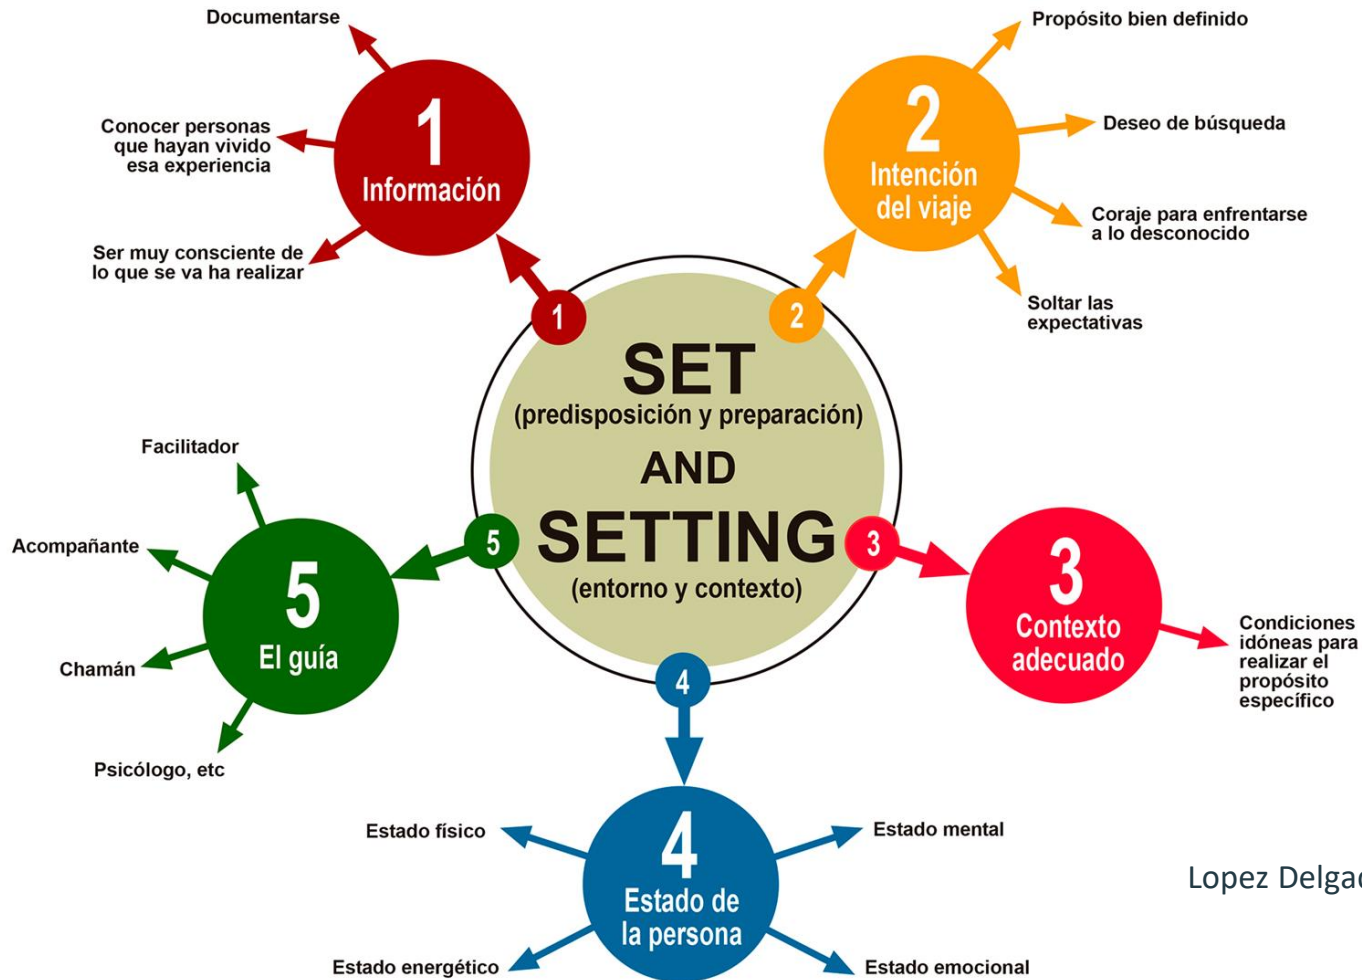 SET
(predisposición y preparación)
AND
SETTING
(entorno y contexto)
1
1
Información
Documentarse
Conocer personas
que hayan vivido
esa experiencia
Ser muy consciente de
lo que se va ha realizar
2
2
Intención
del viaje
Propósito bien definido
Deseo de búsqueda
Coraje para enfrentarse
a lo desconocido
Soltar las
expectativas
3
3
Contexto
adecuado
Condiciones
idóneas para
realizar el
propósito
específico
4
4
Estado de
la persona
Estado físico
Estado mental
Estado energético
Estado emocional
5
5
El guía
Facilitador
Acompañante
Chamán
Psicólogo, etc
Lopez Delgad